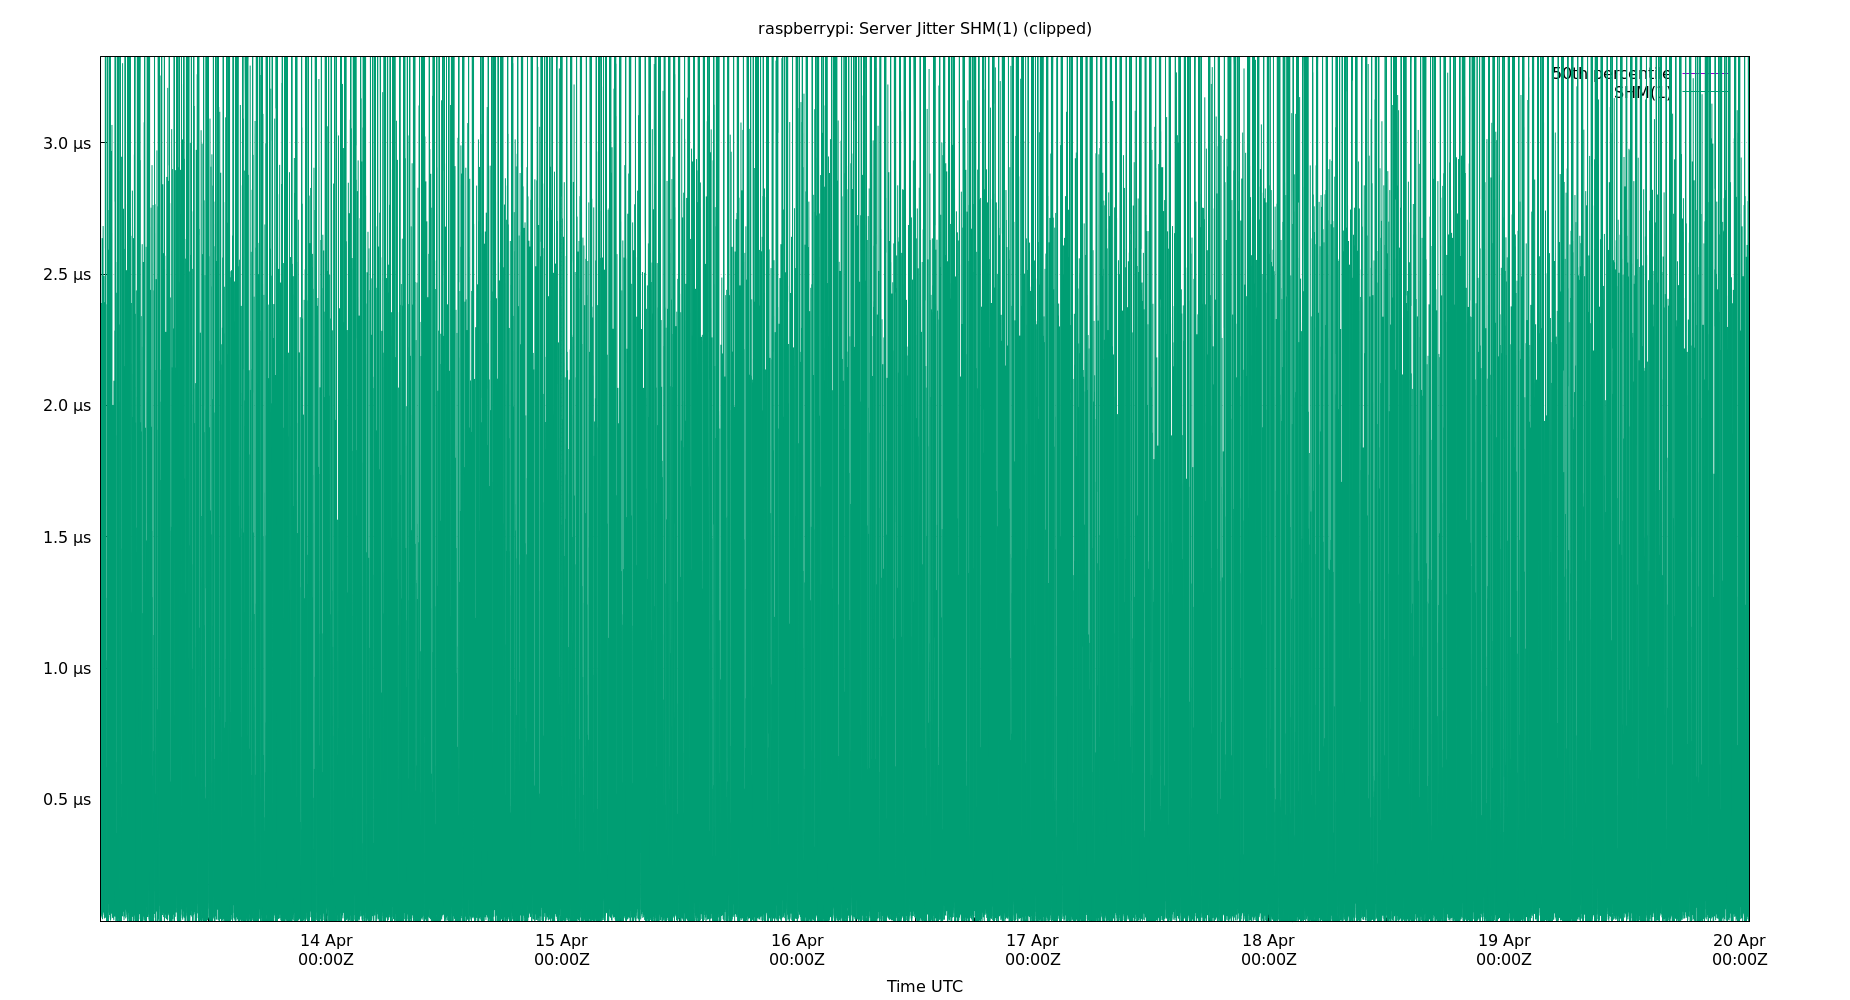 raspberrypi: Server Jitter SHM(1) (clipped)
50th percentile
SHM(1)
3.0 µs
2.5 µs
2.0 µs
1.5 µs
1.0 µs
0.5 µs
14 Apr 15 Apr 16 Apr 17 Apr 18 Apr 19 Apr 20 Apr
00:00Z 00:00Z 00:00Z 00:00Z 00:00Z 00:00Z 00:00Z
Time UTC